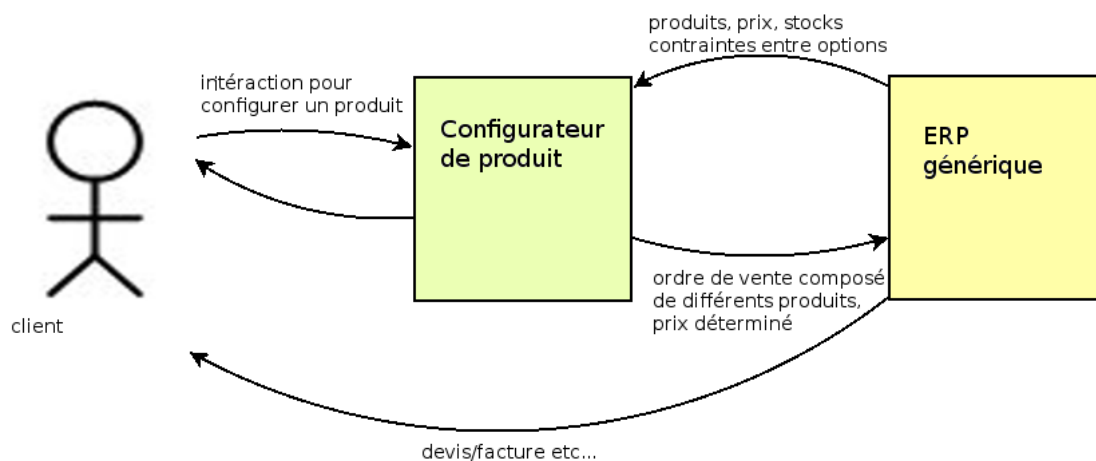 produits, prix, stocks
contraintes entre options
intéraction pour
configurer un produit
Configurateur
de produit
ERP
générique
ordre de vente composé
de différents produits,
prix déterminé
client
devis/facture etc...